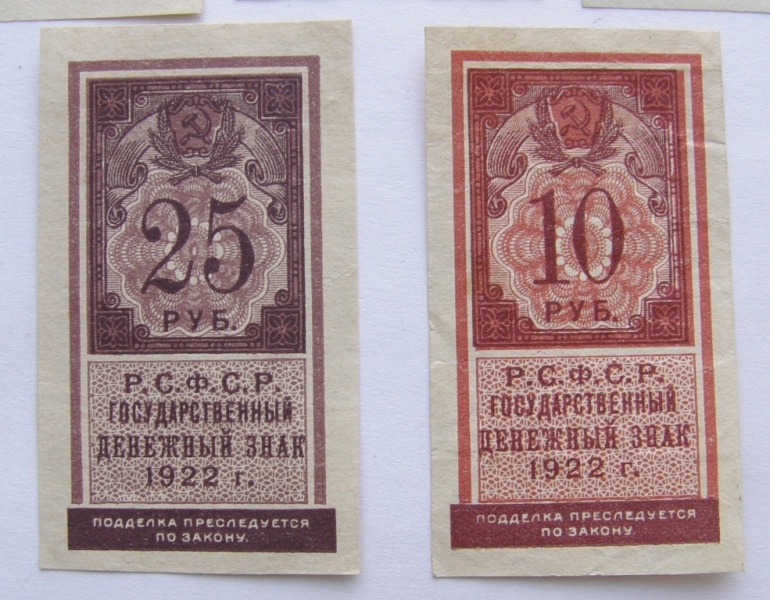 25
РУБ.
Р.С.Ф.С.Р.
ГОСУДАРСТВЕННЫЙ
ДЕНЕЖНЫЙ ЗНАК
1922 г.
ПОДДЕЛКА ПРЕСЛЕДУЕТСЯ
ПО ЗАКОНУ.
10
РУБ.
Р.С.Ф.С.Р.
ГОСУДАРСТВЕННЫЙ
ДЕНЕЖНЫЙ ЗНАК
1922 г.
ПОДДЕЛКА ПРЕСЛЕДУЕТСЯ
ПО ЗАКОНУ.